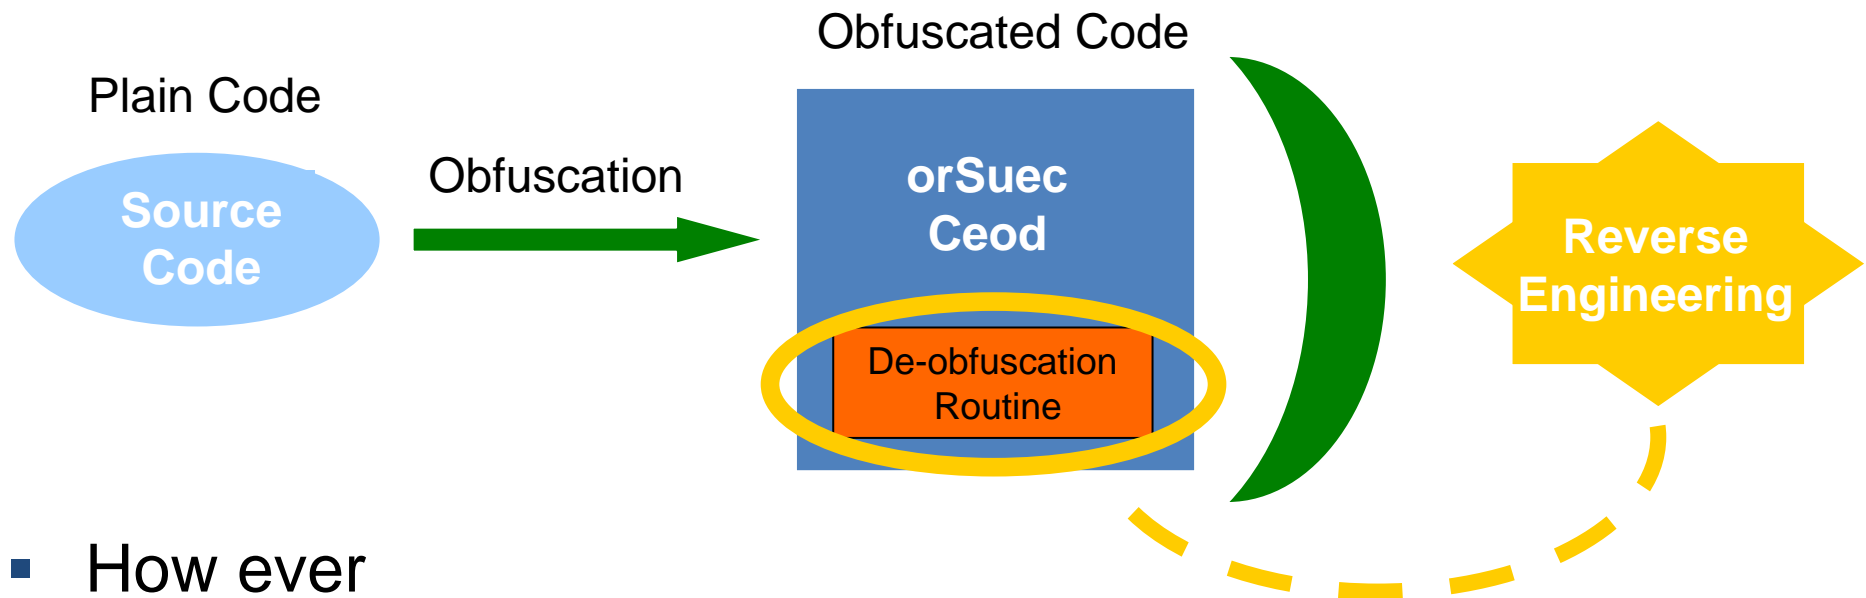 Obfuscated Code
Plain Code
Obfuscation
Source
Code
orSuec
Ceod
De-obfuscation
Routine
Reverse
Engineering
▪ How ever